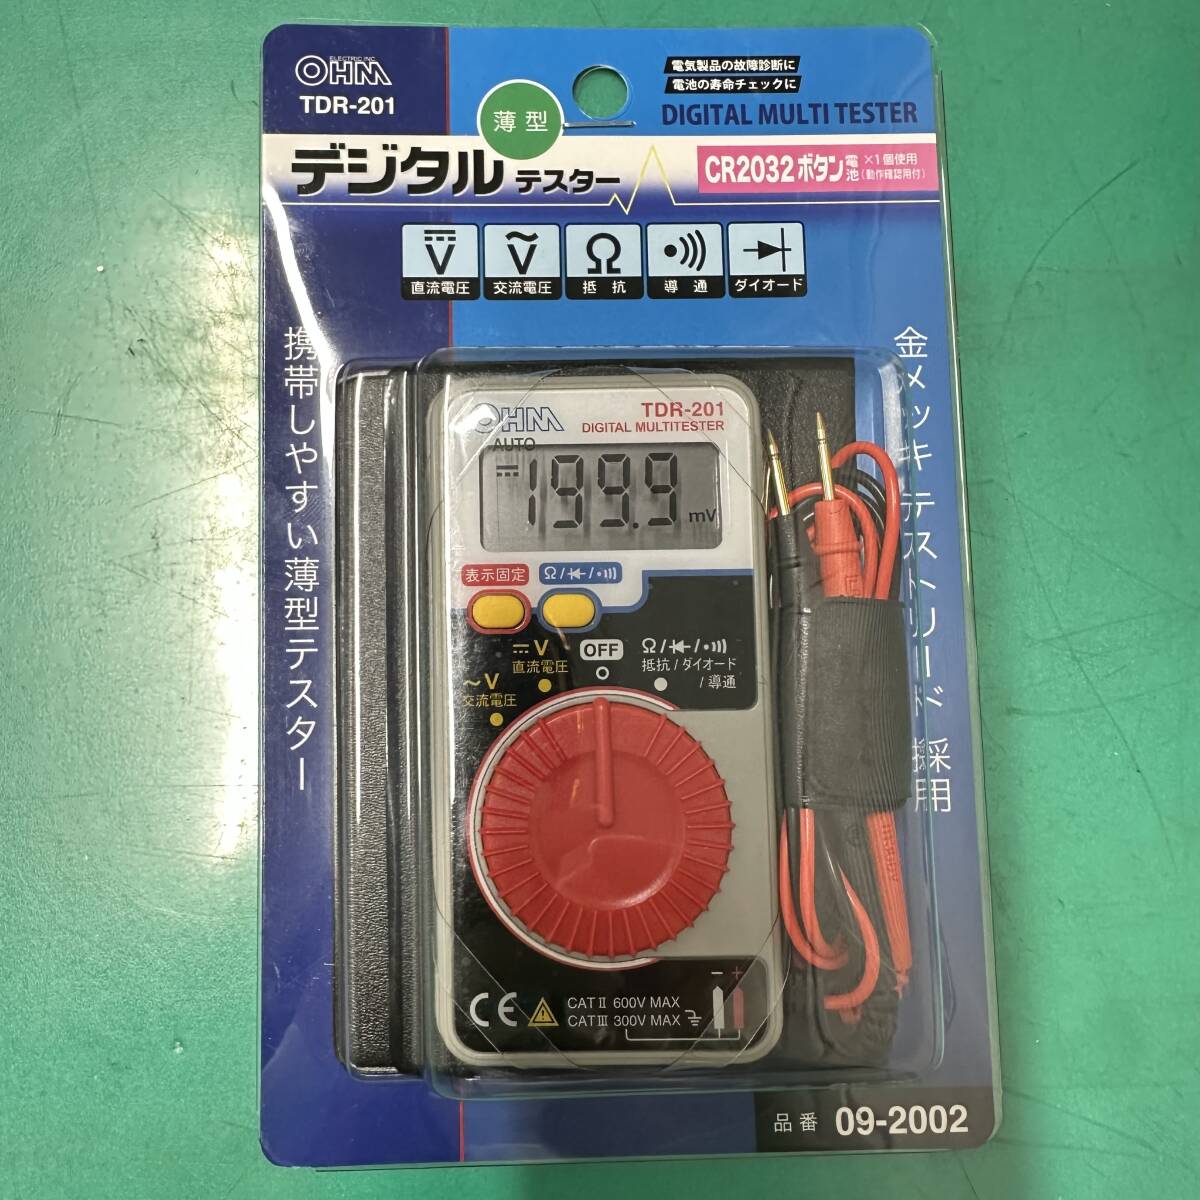 ELECTRIC INC.
OHM
TDR-201
薄型
電気製品の故障診断に
電池の寿命チェックに
DIGITAL MULTI TESTER
デジタル テスター
CR2032 ボタン電池 ×1個使用(動作確認用付)
V
直流電圧
V
交流電圧
Ω
抵抗
導通
ダイオード
携帯しやすい薄型テスター
金メッキテストリード採用
OHM
TDR-201
DIGITAL MULTITESTER
AUTO
199.9 mV
表示固定
Ω/ /
V
直流電圧
OFF
Ω/ /
抵抗/ダイオード
/導通
~V
交流電圧
- +
CE
CAT II 600V MAX
CAT III 300V MAX
品番 09-2002